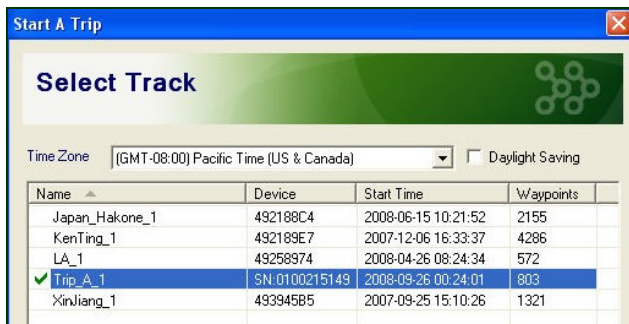 Start A Trip
Select Track
Time Zone (GMT-08:00) Pacific Time (US & Canada) Daylight Saving
Name Device Start Time Waypoints
Japan_Hakone_1 492188C4 2008-06-15 10:21:52 2155
KenTing_1 492189E7 2007-12-06 16:33:37 4286
LA_1 49258974 2008-04-26 08:24:34 572
Trip_A_1 SN:0100215149 2008-09-26 00:24:01 803
XinJiang_1 493945B5 2007-09-25 15:10:26 1321